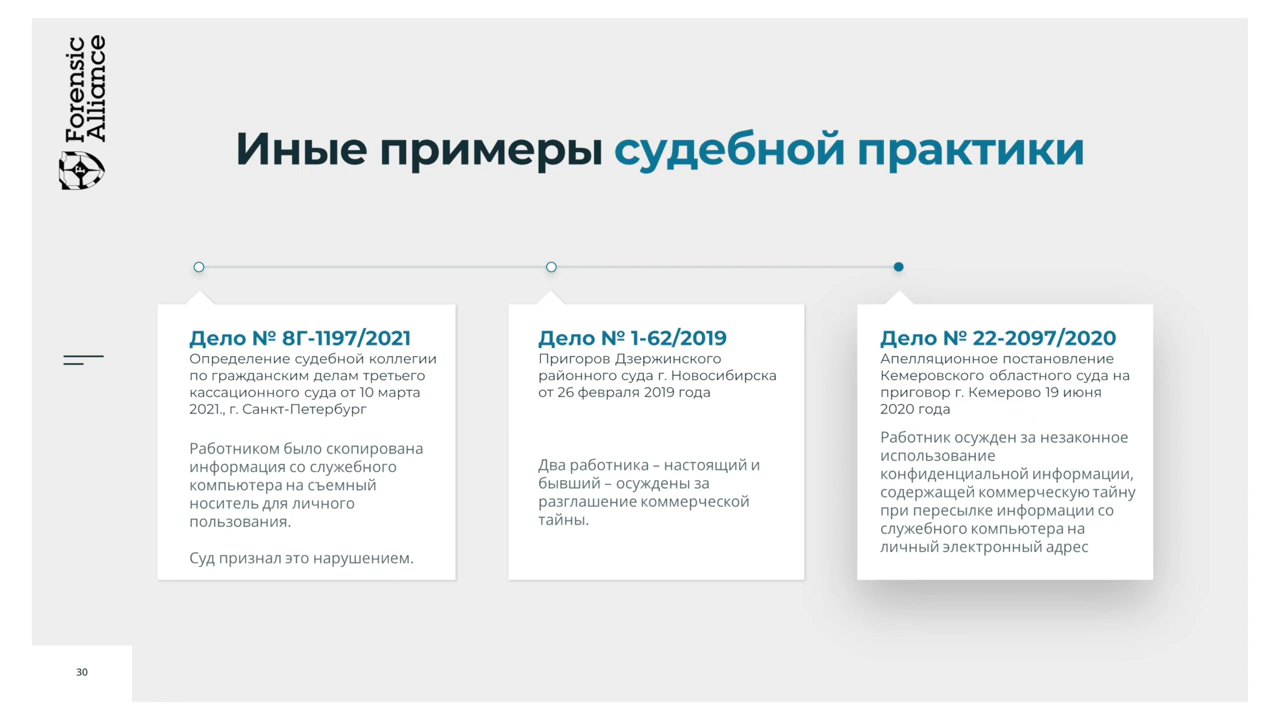 Forensic
Alliance
Иные примеры судебной практики
Дело № 8Г-1197/2021
Определение судебной коллегии
по гражданским делам третьего
кассационного суда от 10 марта
2021., г. Санкт-Петербург
Работником было скопирована
информация со служебного
компьютера на съемный
носитель для личного
пользования.
Суд признал это нарушением.
Дело № 1-62/2019
Пригоров Дзержинского
районного суда г. Новосибирска
от 26 февраля 2019 года
Два работника – настоящий и
бывший – осуждены за
разглашение коммерческой
тайны.
Дело № 22-2097/2020
Апелляционное постановление
Кемеровского областного суда на
приговор г. Кемерово 19 июня
2020 года
Работник осужден за незаконное
использование
конфиденциальной информации,
содержащей коммерческую тайну
при пересылке информации со
служебного компьютера на
личный электронный адрес
30